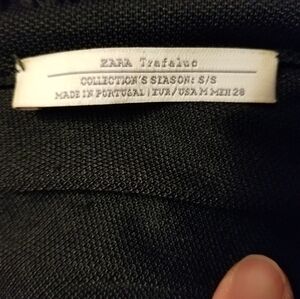 ZARA Trafaluc
COLLECTION'S SEASON: S/S
MADE IN PORTUGAL | EUR/USA M MEX 28